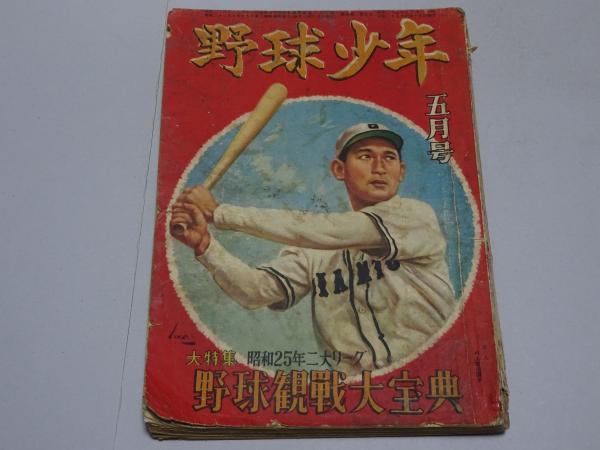 野球少年
五月号
大特集 昭和25年二大リーグ
野球観戰大宝典